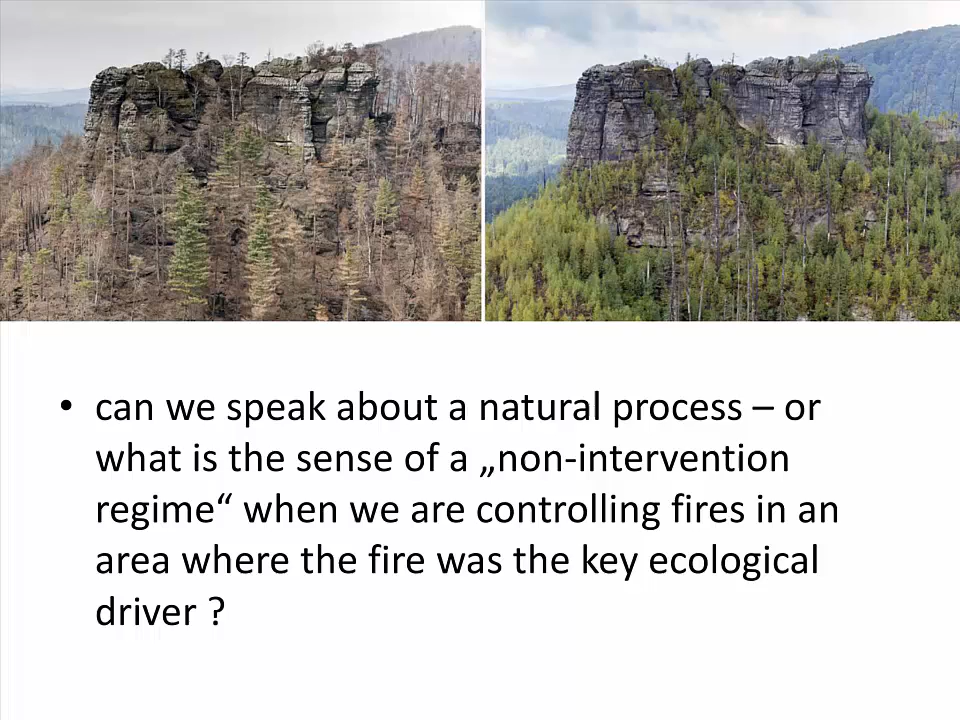 • can we speak about a natural process – or
what is the sense of a „non-intervention
regime“ when we are controlling fires in an
area where the fire was the key ecological
driver ?